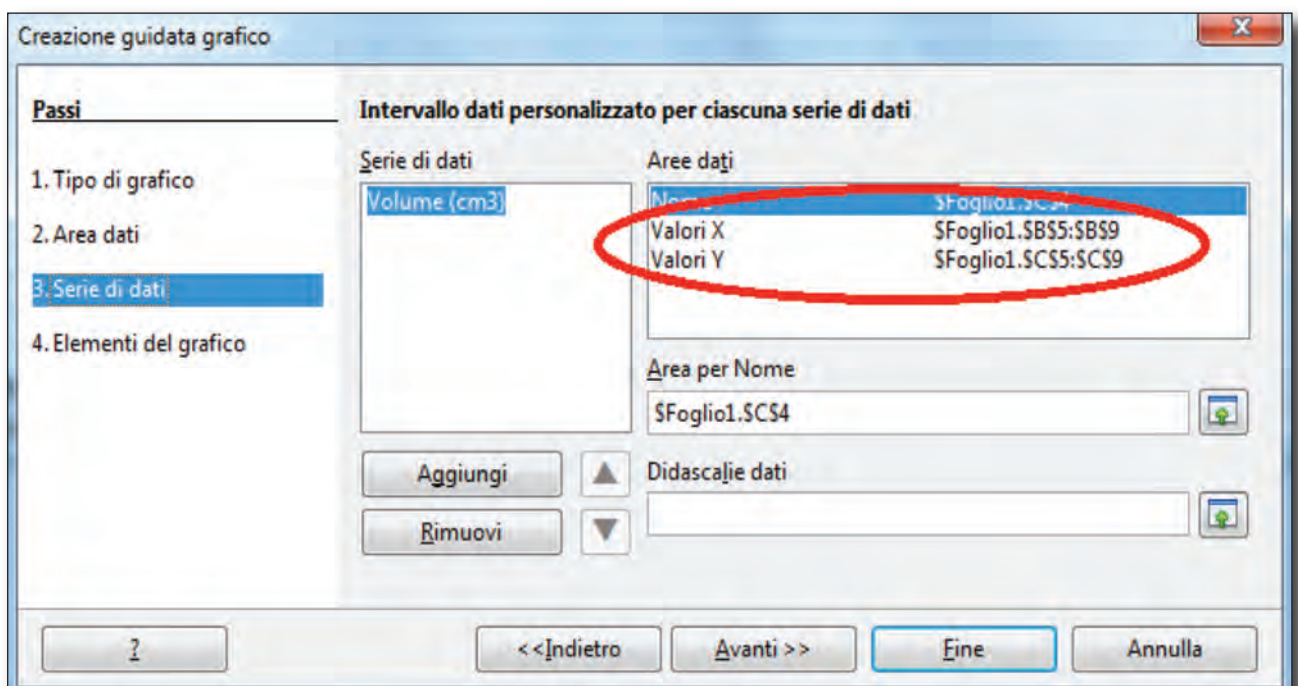 Creazione guidata grafico
Passi
1. Tipo di grafico
2. Area dati
3. Serie di dati
4. Elementi del grafico
Intervallo dati personalizzato per ciascuna serie di dati
Serie di dati
Volume (cm3)
Aggiungi
Rimuovi
Aree dati
Nome $Foglio1.$C$4
Valori X $Foglio1.$B$5:$B$9
Valori Y $Foglio1.$C$5:$C$9
Area per Nome
$Foglio1.$C$4
Didascalie dati
?
<<Indietro
Avanti >>
Fine
Annulla